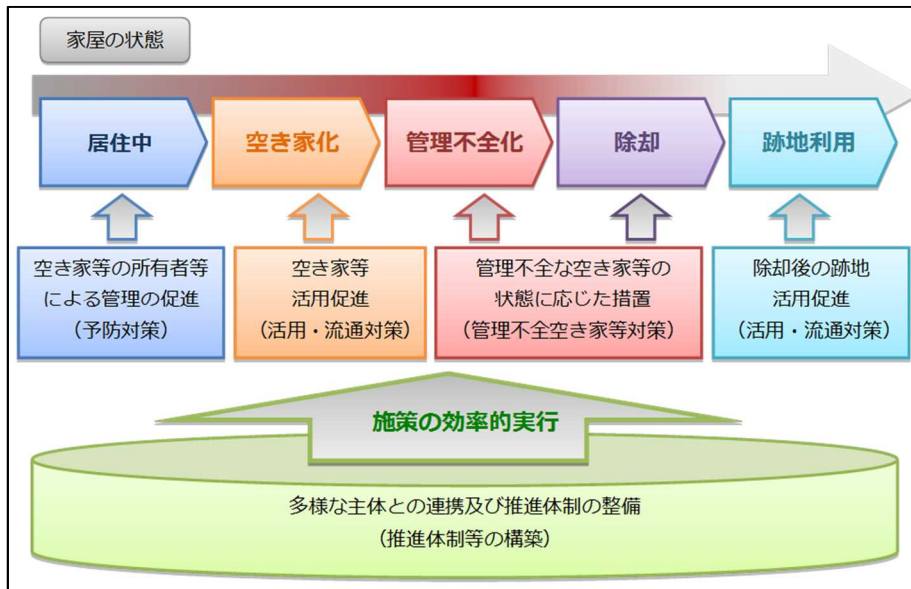 家屋の状態
居住中
空き家化
管理不全化
除却
跡地利用
空き家等の所有者等
による管理の促進
（予防対策）
空き家等
活用促進
（活用・流通対策）
管理不全な空き家等の
状態に応じた措置
（管理不全空き家等対策）
除却後の跡地
活用促進
（活用・流通対策）
施策の効率的実行
多様な主体との連携及び推進体制の整備
（推進体制等の構築）